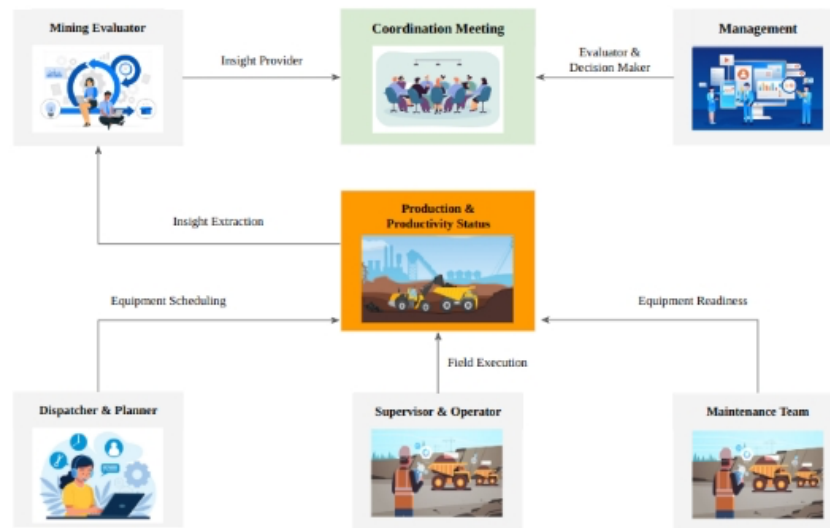 Mining Evaluator
Coordination Meeting
Management
Insight Provider
Evaluator &
Decision Maker
Production &
Productivity Status
Insight Extraction
Equipment Scheduling
Equipment Readiness
Field Execution
Dispatcher & Planner
Supervisor & Operator
Maintenance Team